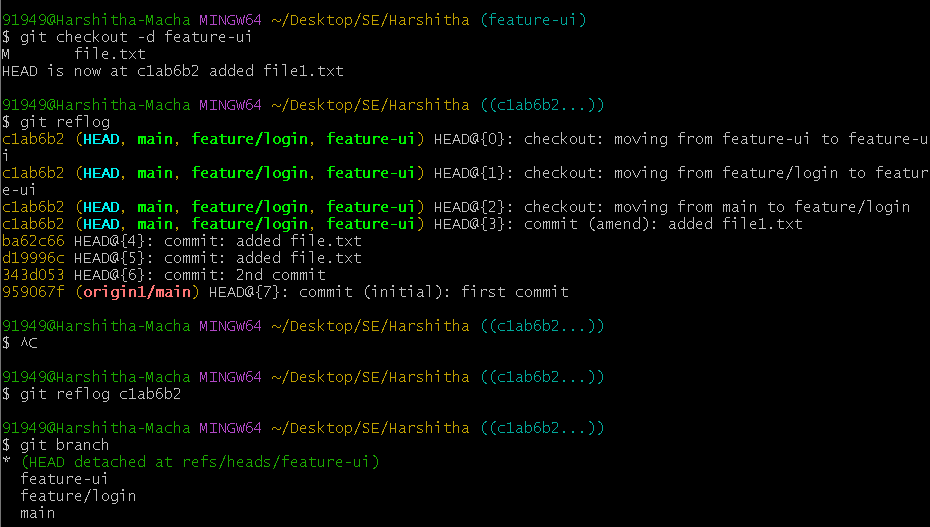 91949@Harshitha-Macha MINGW64 ~/Desktop/SE/Harshitha (feature-ui)
$ git checkout -d feature-ui
M       file.txt
HEAD is now at c1ab6b2 added file1.txt
91949@Harshitha-Macha MINGW64 ~/Desktop/SE/Harshitha ((c1ab6b2...))
$ git reflog
c1ab6b2 (HEAD, main, feature/login, feature-ui) HEAD@{0}: checkout: moving from feature-ui to feature-u
i
c1ab6b2 (HEAD, main, feature/login, feature-ui) HEAD@{1}: checkout: moving from feature/login to featur
e-ui
c1ab6b2 (HEAD, main, feature/login, feature-ui) HEAD@{2}: checkout: moving from main to feature/login
c1ab6b2 (HEAD, main, feature/login, feature-ui) HEAD@{3}: commit (amend): added file1.txt
ba62c66 HEAD@{4}: commit: added file.txt
d19996c HEAD@{5}: commit: added file.txt
343d053 HEAD@{6}: commit: 2nd commit
959067f (origin1/main) HEAD@{7}: commit (initial): first commit
91949@Harshitha-Macha MINGW64 ~/Desktop/SE/Harshitha ((c1ab6b2...))
$ ^C
91949@Harshitha-Macha MINGW64 ~/Desktop/SE/Harshitha ((c1ab6b2...))
$ git reflog c1ab6b2
91949@Harshitha-Macha MINGW64 ~/Desktop/SE/Harshitha ((c1ab6b2...))
$ git branch
* (HEAD detached at refs/heads/feature-ui)
  feature-ui
  feature/login
  main